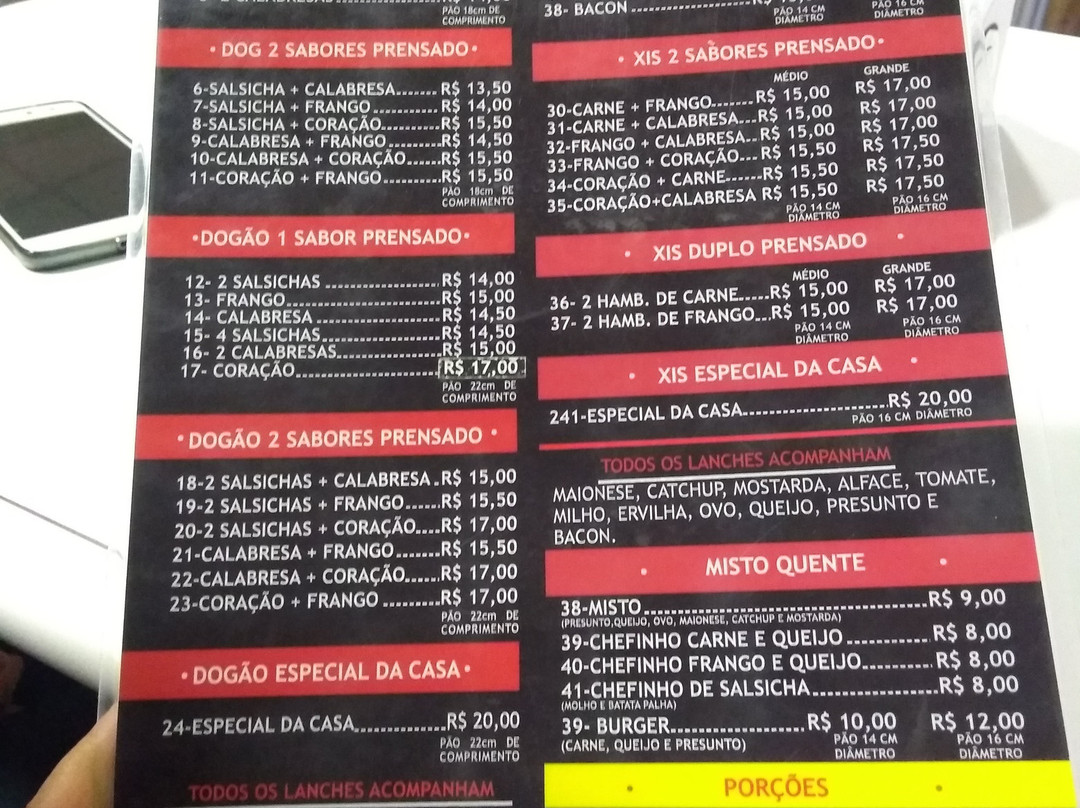 PÃO 18cm DE
COMPRIMENTO
• DOG 2 SABORES PRENSADO •
6-SALSICHA + CALABRESA.......R$ 13,50
7-SALSICHA + FRANGO..............R$ 14,00
8-SALSICHA + CORAÇÃO..........R$ 15,50
9-CALABRESA + FRANGO.........R$ 14,50
10-CALABRESA + CORAÇÃO......R$ 15,50
11-CORAÇÃO + FRANGO..........R$ 15,50
PÃO 18cm DE
COMPRIMENTO
•DOGÃO 1 SABOR PRENSADO•
12- 2 SALSICHAS ....................R$ 14,00
13- FRANGO..........................R$ 15,00
14- CALABRESA .....................R$ 14,50
15- 4 SALSICHAS ....................R$ 14,50
16- 2 CALABRESAS..................R$ 15,00
17- CORAÇÃO.........................R$ 17,00
PÃO 22cm DE
COMPRIMENTO
• DOGÃO 2 SABORES PRENSADO •
18-2 SALSICHAS + CALABRESA .R$ 15,00
19-2 SALSICHAS + FRANGO......R$ 15,50
20-2 SALSICHAS + CORAÇÃO....R$ 17,00
21-CALABRESA + FRANGO.......R$ 15,50
22-CALABRESA + CORAÇÃO.....R$ 17,00
23-CORAÇÃO + FRANGO .........R$ 17,00
PÃO 22cm DE
COMPRIMENTO
• DOGÃO ESPECIAL DA CASA •
24-ESPECIAL DA CASA.............R$ 20,00
PÃO 22cm DE
COMPRIMENTO
TODOS OS LANCHES ACOMPANHAM
38- BACON
PÃO 14 CM PÃO 16 CM
DIÂMETRO DIÂMETRO
• XIS 2 SABORES PRENSADO •
MÉDIO GRANDE
30-CARNE + FRANGO.......R$ 15,00 R$ 17,00
31-CARNE + CALABRESA...R$ 15,00 R$ 17,00
32-FRANGO + CALABRESA..R$ 15,00 R$ 17,00
33-FRANGO + CORAÇÃO...R$ 15,50 R$ 17,50
34-CORAÇÃO + CARNE......R$ 15,50 R$ 17,50
35-CORAÇÃO+CALABRESA R$ 15,50 R$ 17,50
PÃO 14 CM PÃO 16 CM
DIÂMETRO DIÂMETRO
• XIS DUPLO PRENSADO •
MÉDIO GRANDE
36- 2 HAMB. DE CARNE.....R$ 15,00 R$ 17,00
37- 2 HAMB. DE FRANGO...R$ 15,00 R$ 17,00
PÃO 14 CM PÃO 16 CM
DIÂMETRO DIÂMETRO
• XIS ESPECIAL DA CASA •
241-ESPECIAL DA CASA.......................R$ 20,00
PÃO 16 CM DIÂMETRO
TODOS OS LANCHES ACOMPANHAM
MAIONESE, CATCHUP, MOSTARDA, ALFACE, TOMATE,
MILHO, ERVILHA, OVO, QUEIJO, PRESUNTO E
BACON.
• MISTO QUENTE •
38-MISTO............................................R$ 9,00
(PRESUNTO,QUEIJO, OVO, MAIONESE, CATCHUP E MOSTARDA)
39-CHEFINHO CARNE E QUEIJO ............R$ 8,00
40-CHEFINHO FRANGO E QUEIJO..........R$ 8,00
41-CHEFINHO DE SALSICHA...................R$ 8,00
(MOLHO E BATATA PALHA)
39- BURGER....................R$ 10,00 R$ 12,00
(CARNE, QUEIJO E PRESUNTO) PÃO 14 CM PÃO 16 CM
DIÂMETRO DIÂMETRO
• PORÇÕES •